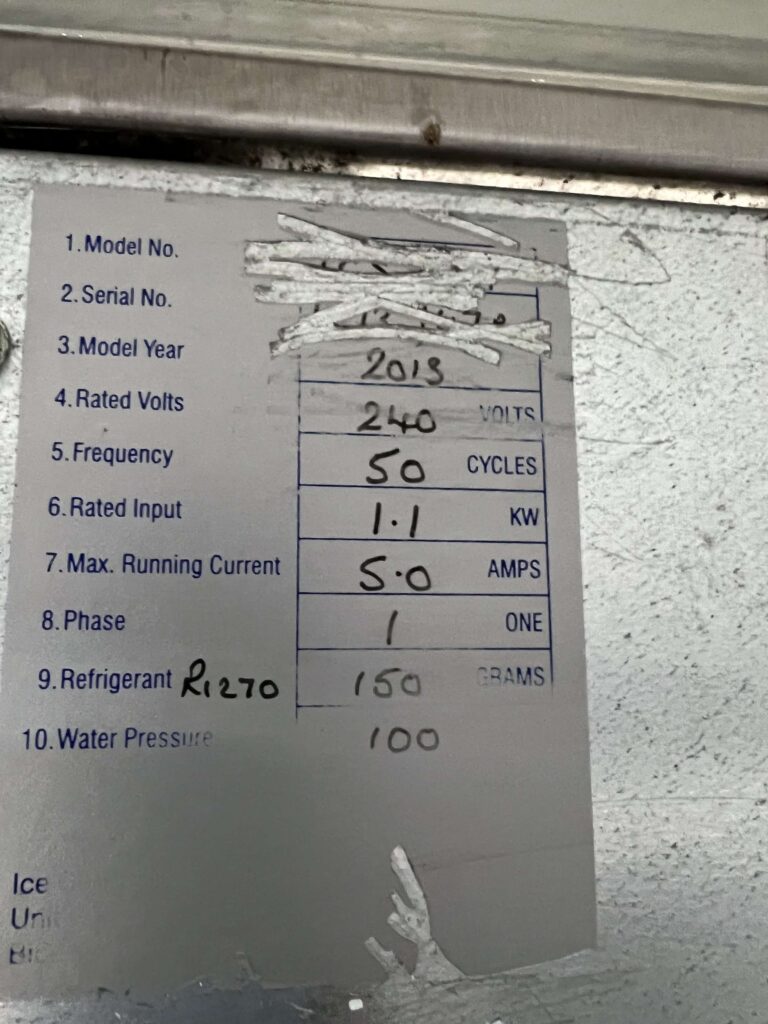 1. Model No.
2. Serial No.
3. Model Year 2013
4. Rated Volts 240 VOLTS
5. Frequency 50 CYCLES
6. Rated Input 1.1 KW
7. Max. Running Current 5.0 AMPS
8. Phase 1 ONE
9. Refrigerant R1270 150 GRAMS
10. Water Pressure 100
Ice